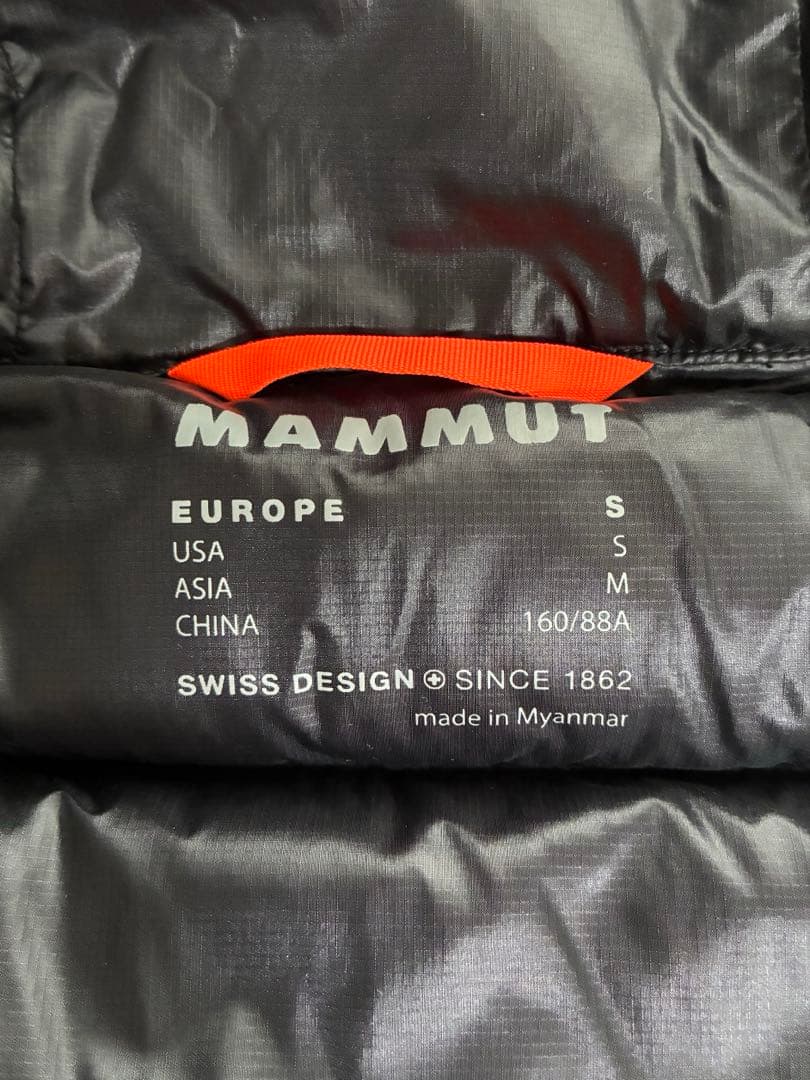 MAMMUT
EUROPE S
USA S
ASIA M
CHINA 160/88A
SWISS DESIGN SINCE 1862
made in Myanmar